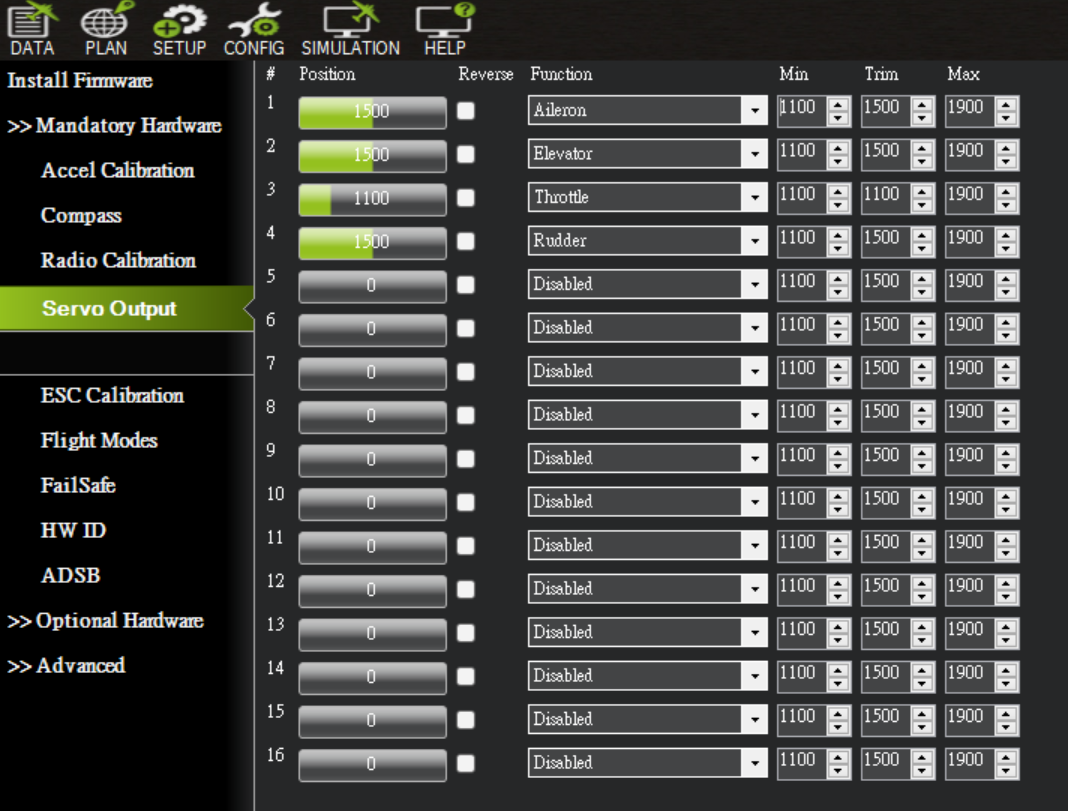 DATA PLAN SETUP CONFIG SIMULATION HELP
Install Firmware
>> Mandatory Hardware
Accel Calibration
Compass
Radio Calibration
Servo Output
ESC Calibration
Flight Modes
FailSafe
HW ID
ADSB
>> Optional Hardware
>> Advanced
# Position Reverse Function Min Trim Max
1 1500 Aileron 1100 1500 1900
2 1500 Elevator 1100 1500 1900
3 1100 Throttle 1100 1100 1900
4 1500 Rudder 1100 1500 1900
5 0 Disabled 1100 1500 1900
6 0 Disabled 1100 1500 1900
7 0 Disabled 1100 1500 1900
8 0 Disabled 1100 1500 1900
9 0 Disabled 1100 1500 1900
10 0 Disabled 1100 1500 1900
11 0 Disabled 1100 1500 1900
12 0 Disabled 1100 1500 1900
13 0 Disabled 1100 1500 1900
14 0 Disabled 1100 1500 1900
15 0 Disabled 1100 1500 1900
16 0 Disabled 1100 1500 1900